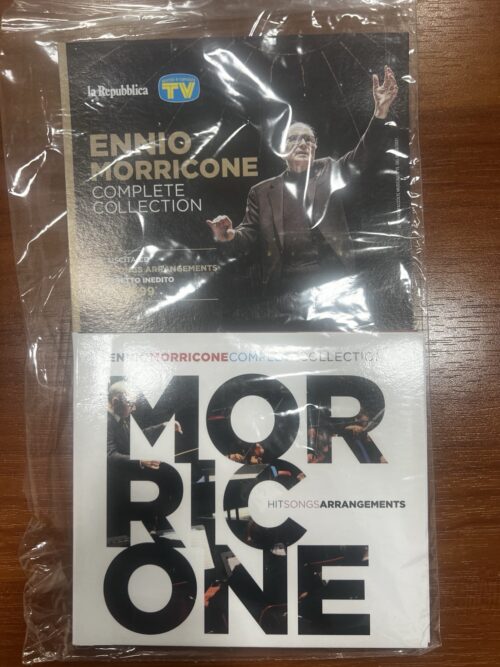 la Repubblica
TV
ENNIO
MORRICONE
COMPLETE
COLLECTION
ARRANGEMENTS
INEDITO
ENNIOMORRICONECOMPLETECOLLECTION
MOR
RIC
ONE
HITSONGSARRANGEMENTS